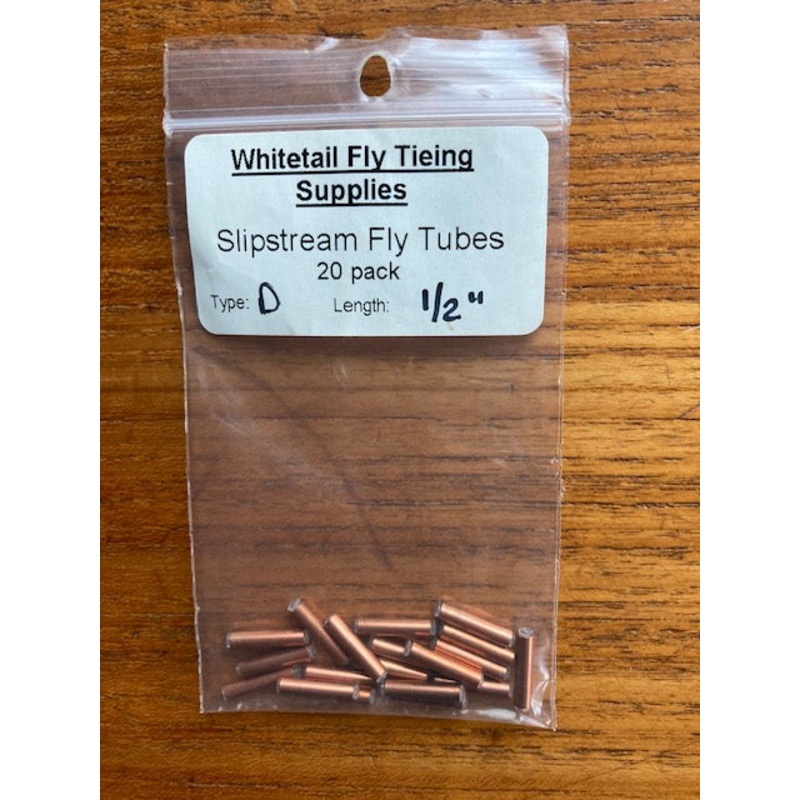 Whitetail Fly Tieing
Supplies
Slipstream Fly Tubes
20 pack
Type: D Length: 1/2"